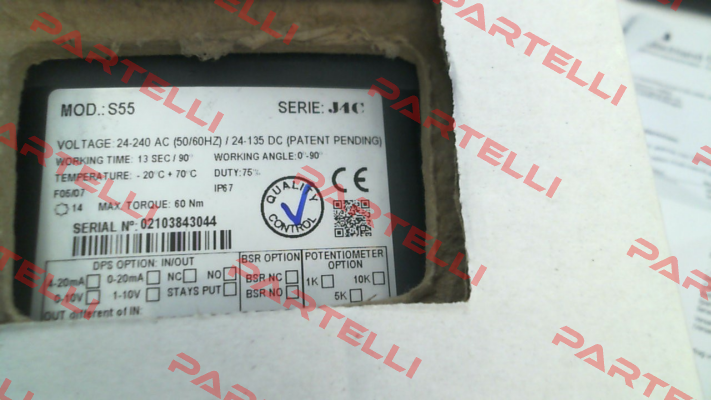 MOD.: S55 SERIE: J4C
VOLTAGE: 24-240 AC (50/60HZ) / 24-135 DC (PATENT PENDING)
WORKING TIME: 13 SEC / 90° WORKING ANGLE: 0°-90°
TEMPERATURE: - 20°C + 70°C DUTY: 75%
F05/07 IP67
14 MAX. TORQUE: 60 Nm
QUALITY CONTROL
CE
SERIAL Nº: 02103843044
DPS OPTION: IN/OUT BSR OPTION POTENTIOMETER OPTION
4-20mA 0-20mA NC NO BSR NC 1K 10K
0-10V 1-10V STAYS PUT BSR NO 5K
OUT different of IN:
PARTELLI
PARTELLI
PARTELLI
PARTELLI
PARTELLI
PARTELLI
PARTELLI